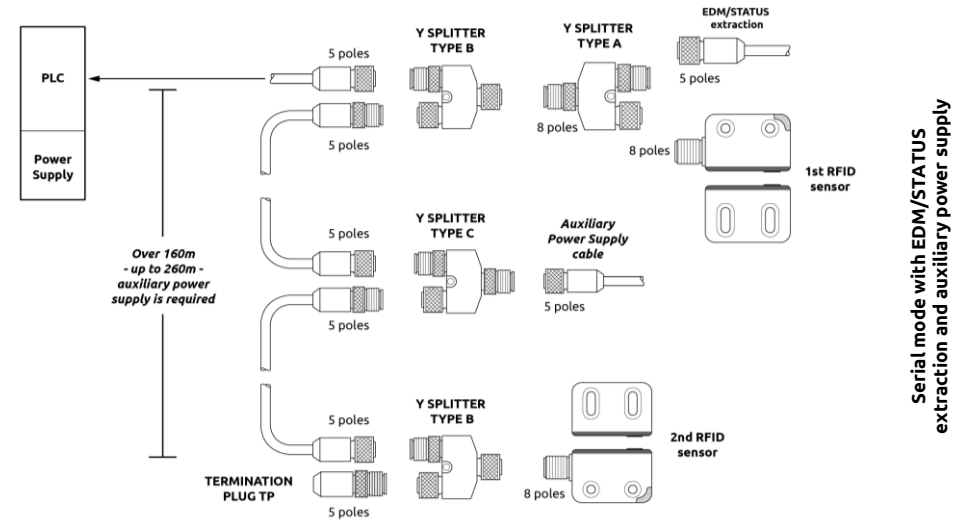 EDM/STATUS
extraction
Y SPLITTER
TYPE B
Y SPLITTER
TYPE A
5 poles
PLC
5 poles
8 poles
5 poles
8 poles
Power
Supply
1st RFID
sensor
Y SPLITTER
TYPE C
Auxiliary
Power Supply
cable
5 poles
Over 160m
- up to 260m -
auxiliary power
supply is required
5 poles
5 poles
Y SPLITTER
TYPE B
5 poles
2nd RFID
sensor
TERMINATION
PLUG TP
8 poles
5 poles
Serial mode with EDM/STATUS
extraction and auxiliary power supply